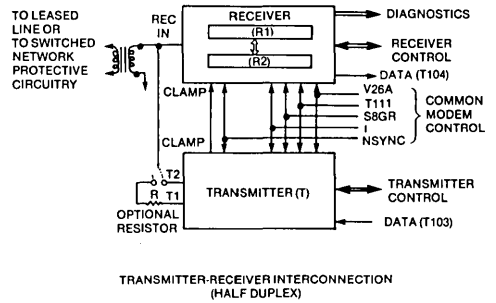 TO LEASED
LINE OR
TO SWITCHED
NETWORK
PROTECTIVE
CIRCUITRY
REC
IN
RECEIVER
(R1)
(R2)
DIAGNOSTICS
RECEIVER
CONTROL
DATA (T104)
CLAMP
V26A
T111
S8GR
I
NSYNC
COMMON
MODEM
CONTROL
CLAMP
T2
R
T1
OPTIONAL
RESISTOR
TRANSMITTER (T)
TRANSMITTER
CONTROL
DATA (T103)
TRANSMITTER-RECEIVER INTERCONNECTION
(HALF DUPLEX)